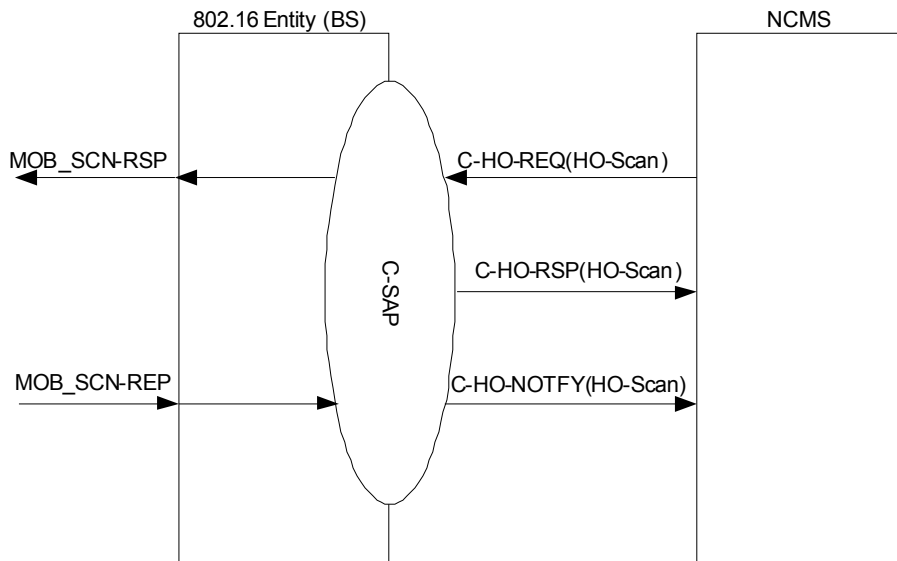 802.16 Entity (BS)
NCMS
MOB_SCN-RSP
C-HO-REQ(HO-Scan)
C-SAP
C-HO-RSP(HO-Scan)
MOB_SCN-REP
C-HO-NOTFY(HO-Scan)